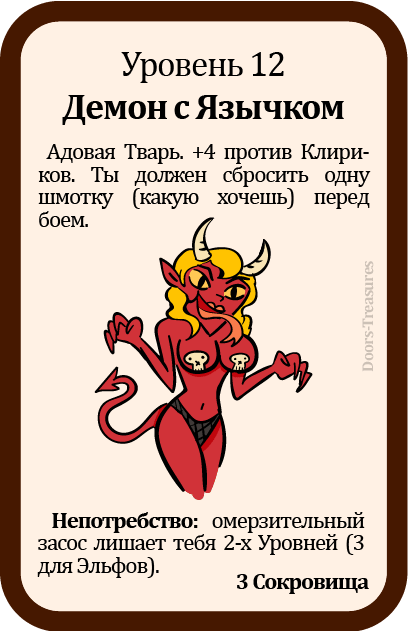 Уровень 12
Демон с Язычком
Адовая Тварь. +4 против Клири-
ков. Ты должен сбросить одну
шмотку (какую хочешь) перед
боем.
Doors-Treasures
Непотребство: омерзительный
засос лишает тебя 2-х Уровней (3
для Эльфов).
3 Сокровища